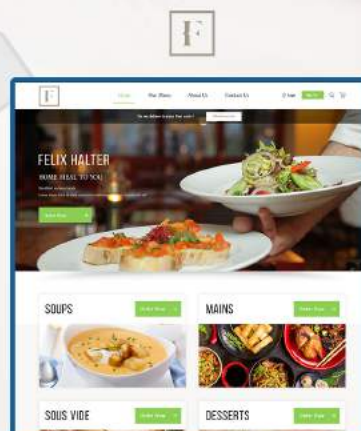 F
F
Home Our Menu About Us Contact Us
FELIX HALTER
HOME MEAL TO YOU
Order Now
SOUPS Order Now
MAINS Order Now
SOUS VIDE Order Now
DESSERTS Order Now